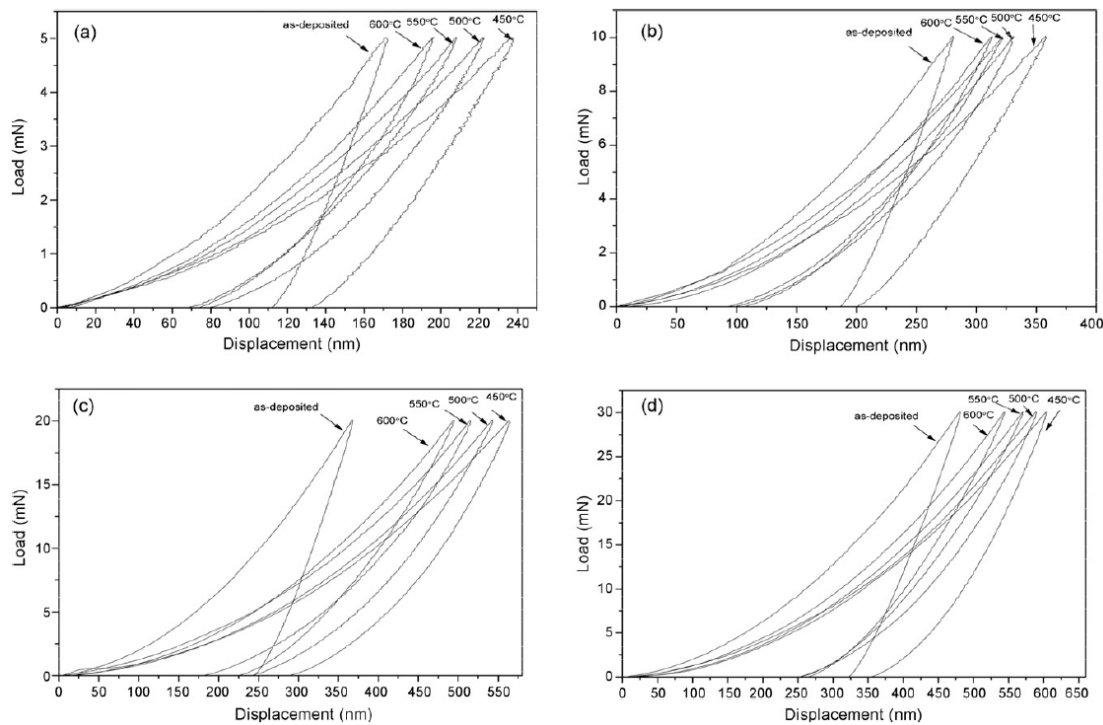 (a)
as-deposited
600°C
550°C
500°C
450°C
5
4
3
2
1
0
Load (mN)
0 20 40 60 80 100 120 140 160 180 200 220 240
Displacement (nm)
(b)
as-deposited
600°C
550°C
500°C
450°C
10
8
6
4
2
0
Load (mN)
0 50 100 150 200 250 300 350 400
Displacement (nm)
(c)
as-deposited
600°C
550°C
500°C
450°C
20
15
10
5
0
Load (mN)
0 50 100 150 200 250 300 350 400 450 500 550
Displacement (nm)
(d)
as-deposited
600°C
550°C
500°C
450°C
30
25
20
15
10
5
0
Load (mN)
0 50 100 150 200 250 300 350 400 450 500 550 600 650
Displacement (nm)